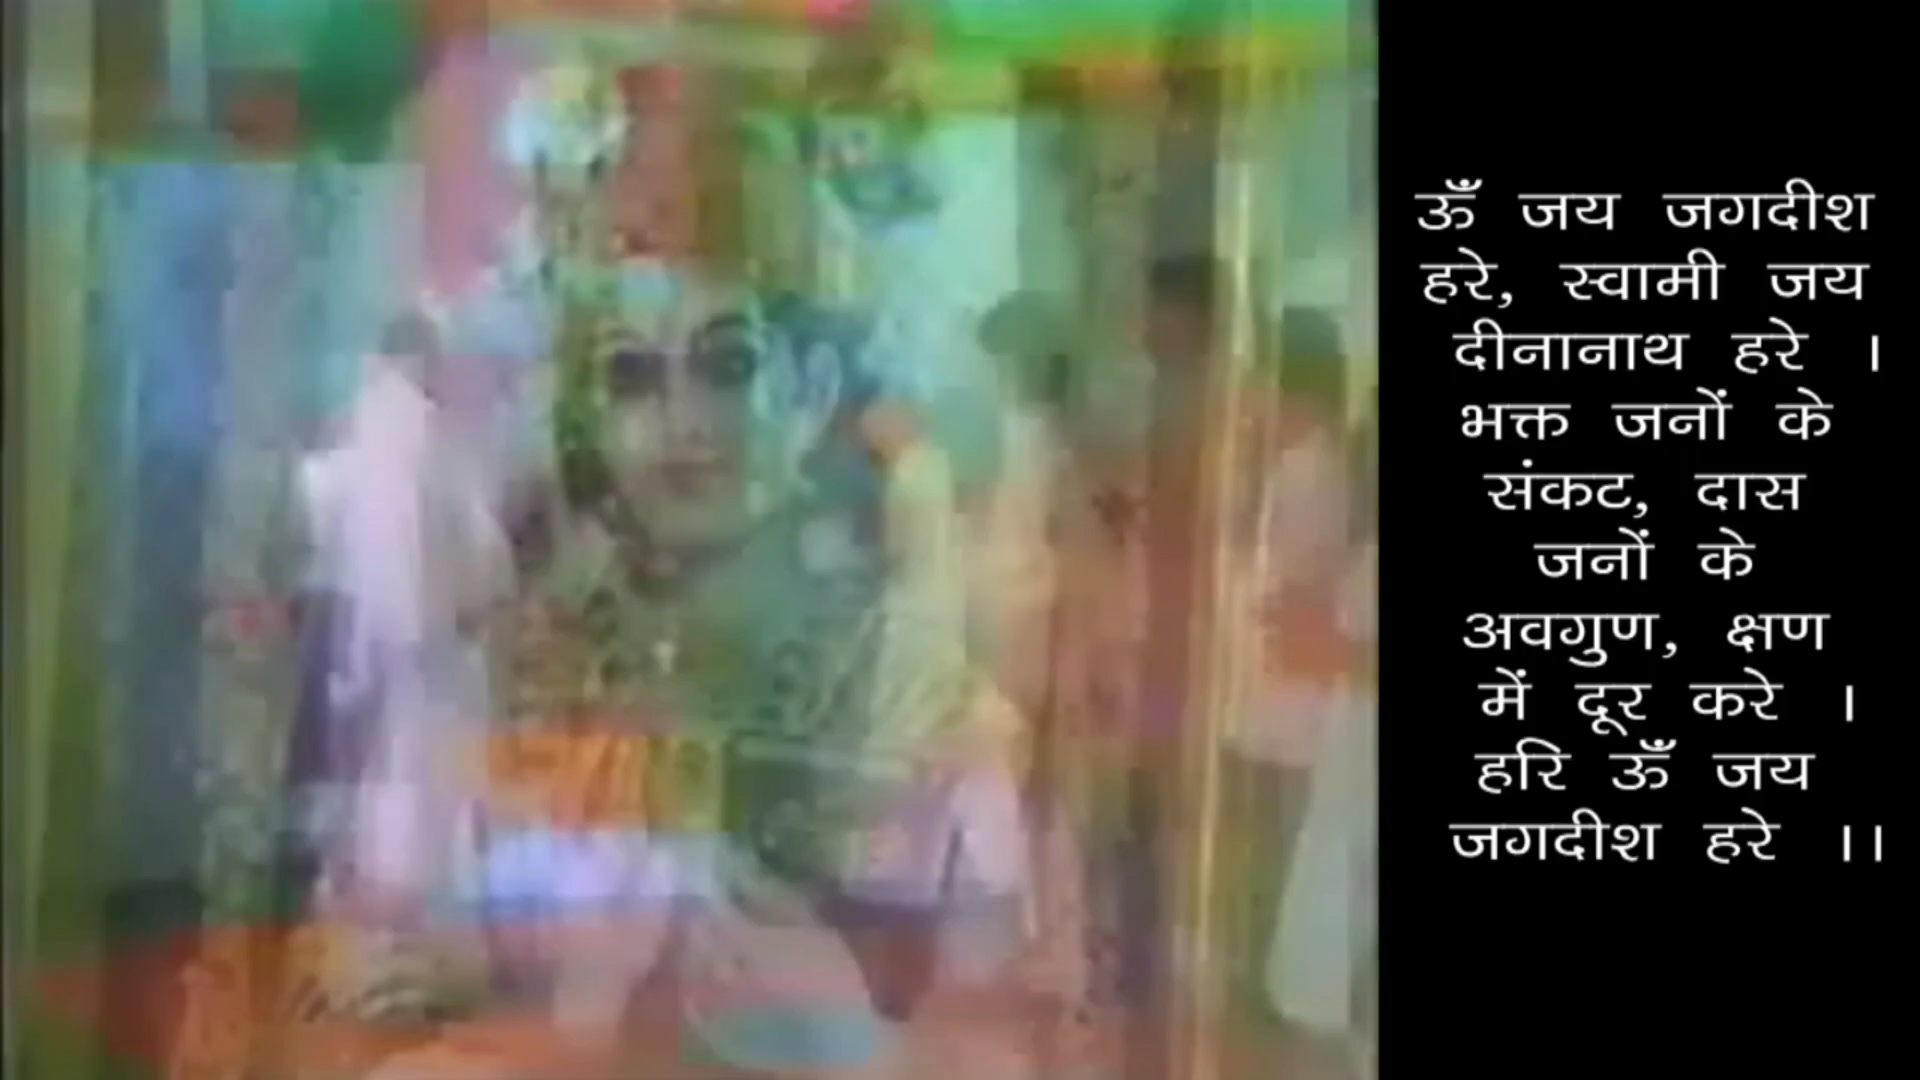 ऊँ जय जगदीश
हरे, स्वामी जय
दीनानाथ हरे ।
भक्त जनों के
संकट, दास
जनों के
अवगुण, क्षण
में दूर करे ।
हरि ऊँ जय
जगदीश हरे ।।